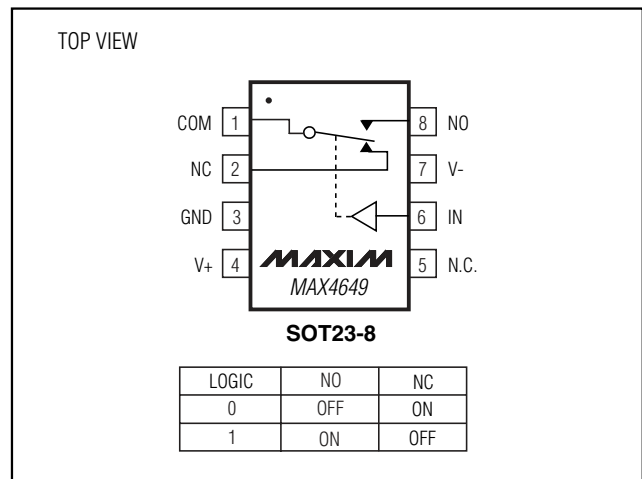 TOP VIEW
COM 1 8 NO
NC 2 7 V-
GND 3 6 IN
V+ 4 MAXIM 5 N.C.
MAX4649
SOT23-8
LOGIC NO NC
0 OFF ON
1 ON OFF